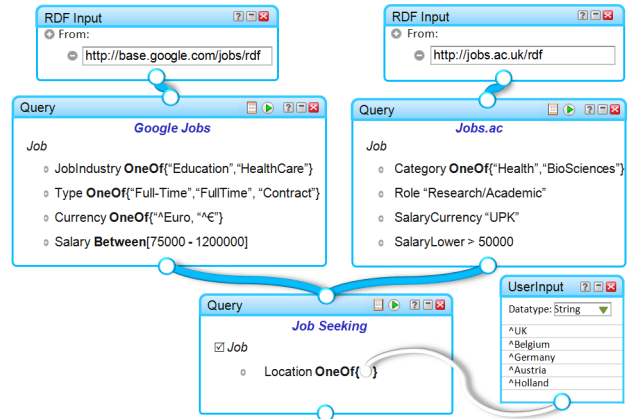 RDF Input
From:
http://base.google.com/jobs/rdf
RDF Input
From:
http://jobs.ac.uk/rdf
Query
Google Jobs
Job
JobIndustry OneOf{“Education”,“HealthCare”}
Type OneOf{“Full-Time”,“FullTime”, “Contract”}
Currency OneOf{“^Euro, “^€”}
Salary Between[75000 - 1200000]
Query
Jobs.ac
Job
Category OneOf{“Health”,“BioSciences”}
Role “Research/Academic”
SalaryCurrency “UPK”
SalaryLower > 50000
Query
Job Seeking
Job
Location OneOf{ }
UserInput
Datatype: String
^UK
^Belgium
^Germany
^Austria
^Holland